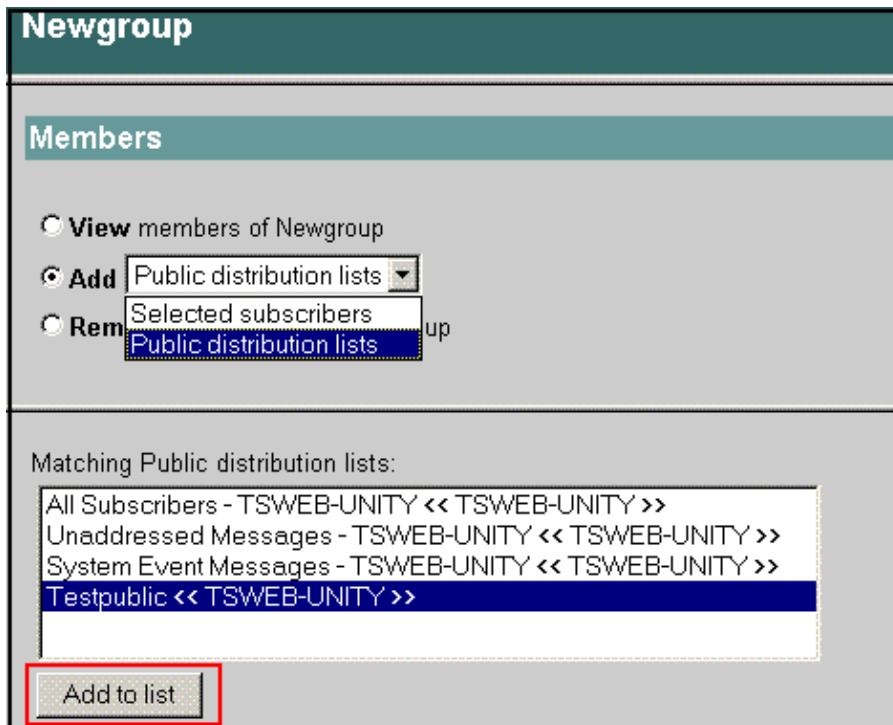 Newgroup
Members
View members of Newgroup
Add Public distribution lists
Selected subscribers
Rem up
Public distribution lists
Matching Public distribution lists:
All Subscribers - TSWEB-UNITY << TSWEB-UNITY >>
Unaddressed Messages - TSWEB-UNITY << TSWEB-UNITY >>
System Event Messages - TSWEB-UNITY << TSWEB-UNITY >>
Testpublic << TSWEB-UNITY >>
Add to list